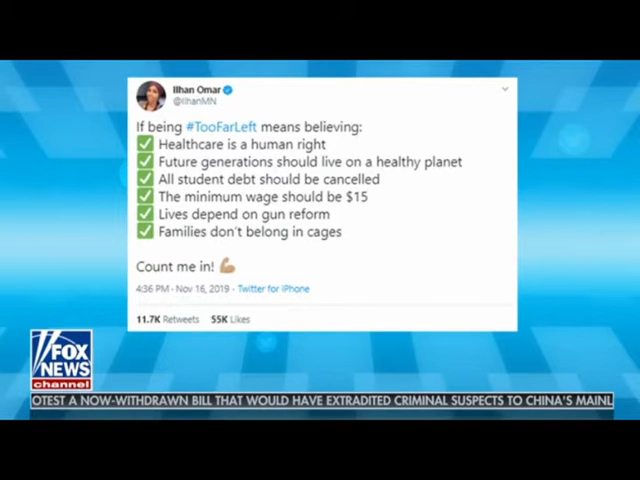 Ilhan Omar
@IlhanMN
If being #TooFarLeft means believing:
✅ Healthcare is a human right
✅ Future generations should live on a healthy planet
✅ All student debt should be cancelled
✅ The minimum wage should be $15
✅ Lives depend on gun reform
✅ Families don't belong in cages
Count me in! 💪🏽
4:36 PM - Nov 16, 2019 · Twitter for iPhone
11.7K Retweets 55K Likes
FOX
NEWS
channel
OTEST A NOW-WITHDRAWN BILL THAT WOULD HAVE EXTRADITED CRIMINAL SUSPECTS TO CHINA'S MAINL